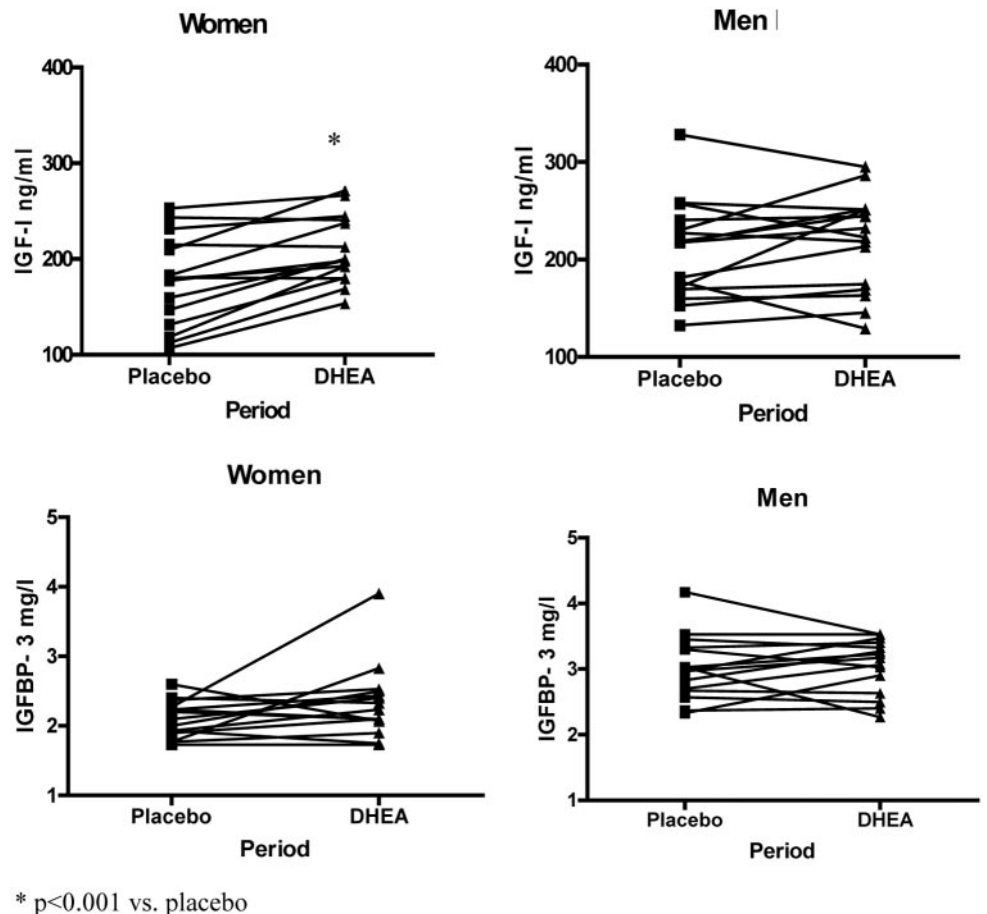 Women
400
300
200
100
IGF-I ng/ml
*
Placebo
DHEA
Period
Men
400
300
200
100
IGF-I ng/ml
Placebo
DHEA
Period
Women
5
4
3
2
1
IGFBP- 3 mg/l
Placebo
DHEA
Period
Men
5
4
3
2
1
IGFBP- 3 mg/l
Placebo
DHEA
Period
* p<0.001 vs. placebo